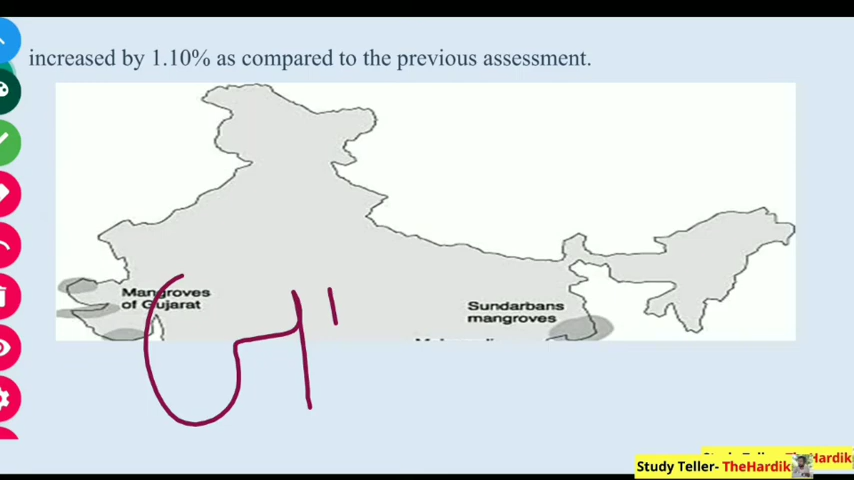 increased by 1.10% as compared to the previous assessment.
Mangroves
of Gujarat
Sundarbans
mangroves
Study Teller- TheHardik